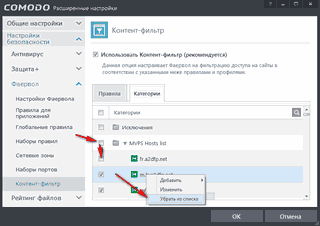 COMODO Расширенные настройки
Общие настройки
Настройки безопасности
Антивирус
Защита+
Фаервол
Настройки Фаервола
Правила для приложений
Глобальные правила
Наборы правил
Сетевые зоны
Наборы портов
Контент-фильтр
Рейтинг файлов
Контент-фильтр
Использовать Контент-фильтр (рекомендуется)
Данная опция настраивает Фаервол на фильтрацию доступа на сайты в
соответствии с указанными ниже правилами и профилями.
Правила
Категории
Категории
Исключения
MVPS Hosts list
fr.a2dfp.net
Добавить
Изменить
Убрать из списка
OK
Отмена